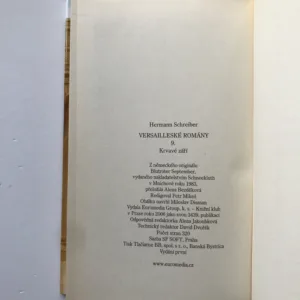 Hermann Schreiber
VERSAILLESKÉ ROMÁNY
9.
Krvavé září
Z německého originálu
Blutroter September,
vydaného nakladatelstvím Schneekluth
v Mnichově roku 1985,
přeložila Alena Bezděková
Redigoval Petr Mikeš
Obálku navrhl Miroslav Dossan
Vydala Euromedia Group, k. s. – Knižní klub
v Praze roku 2006 jako svou publikaci
Odpovědná redaktorka Alena Jakoubková
Technický redaktor David Dvořák
Počet stran 320
Sazba SF SOFT, Praha
Tisk Tlačiarne BB, spol. s r. o., Banská Bystrica
Vydání první
www.euromedia.cz